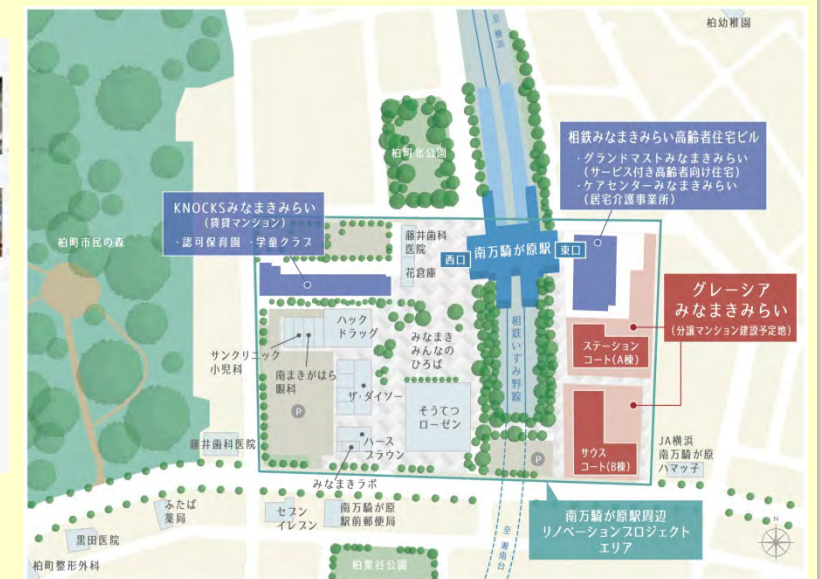 柏幼稚園
至 横浜
柏町北公園
相鉄みなまきみらい高齢者住宅ビル
・グランドマストみなまきみらい
(サービス付き高齢者向け住宅)
・ケアセンターみなまきみらい
(居宅介護事業所)
KNOCKSみなまきみらい
(賃貸マンション)
・認可保育園 ・学童クラブ
柏町市民の森
藤井歯科
医院
花倉庫
西口
南万騎が原駅
東口
グレーシア
みなまきみらい
(分譲マンション建設予定地)
ハック
ドラッグ
みなまき
みんなの
ひろば
相鉄いずみ野線
ステーション
コート(A棟)
サンクリニック
小児科
南まきがはら
眼科
ザ・ダイソー
P
そうてつ
ローゼン
藤井歯科医院
ハース
ブラウン
みなまきラボ
P
サウス
コート(B棟)
JA横浜
南万騎が原
ハマッ子
ふたば
薬局
セブン
イレブン
南万騎が原
駅前郵便局
至 湘南台
南万騎が原駅周辺
リノベーションプロジェクト
エリア
黒田医院
柏町整形外科
柏葉谷公園
N